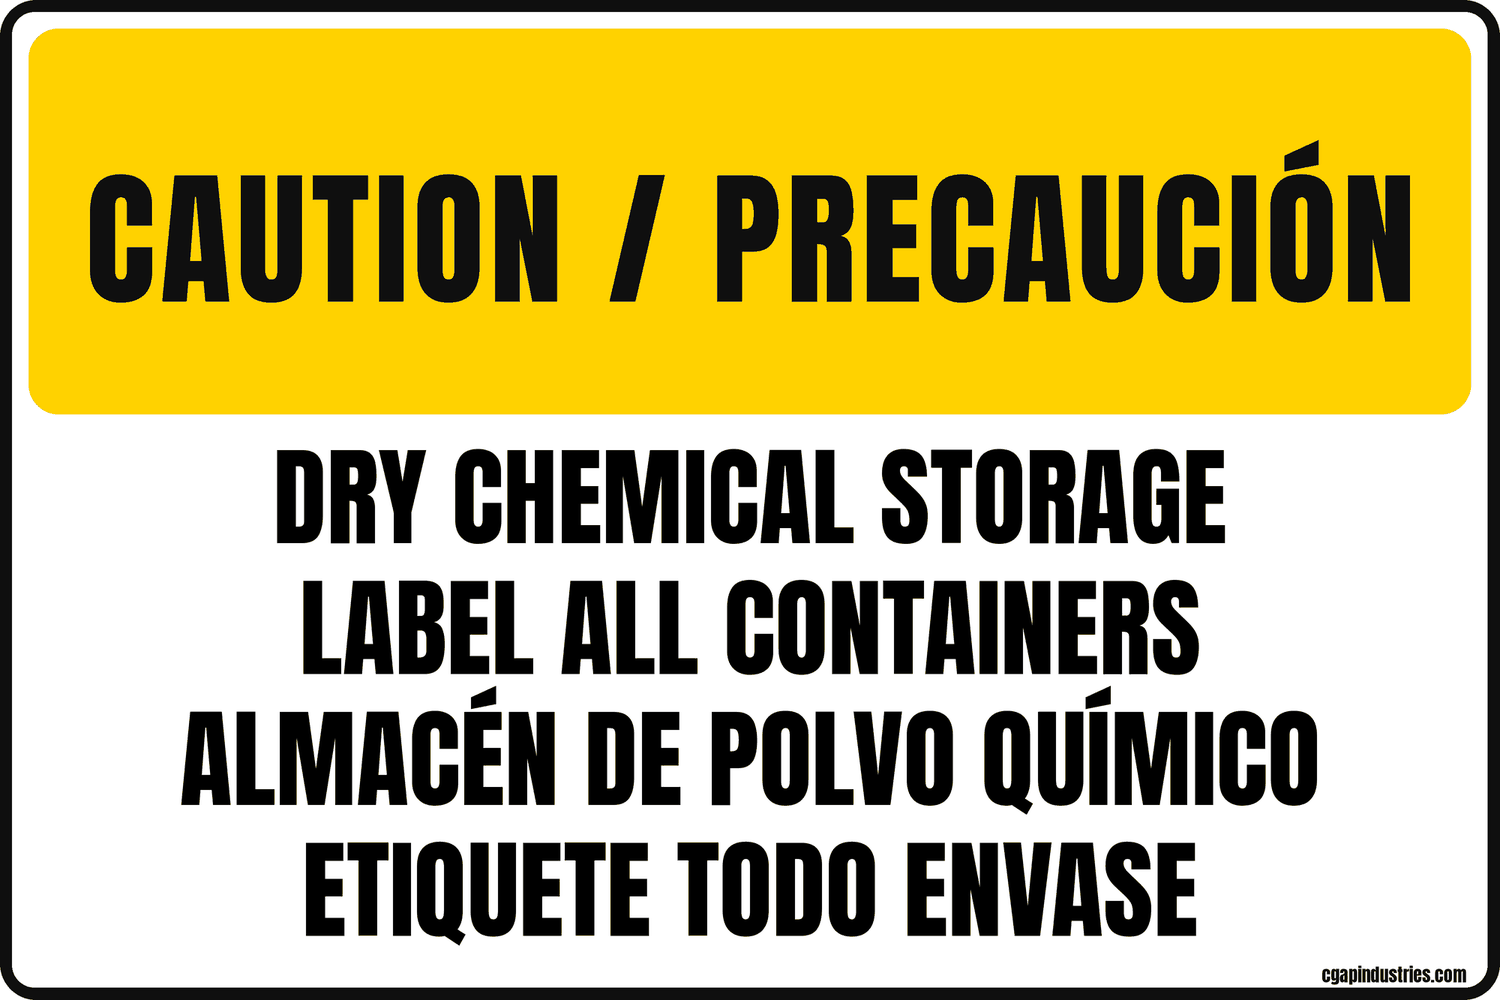 CAUTION / PRECAUCIÓN
DRY CHEMICAL STORAGE
LABEL ALL CONTAINERS
ALMACÉN DE POLVO QUÍMICO
ETIQUETE TODO ENVASE
cgapindustries.com